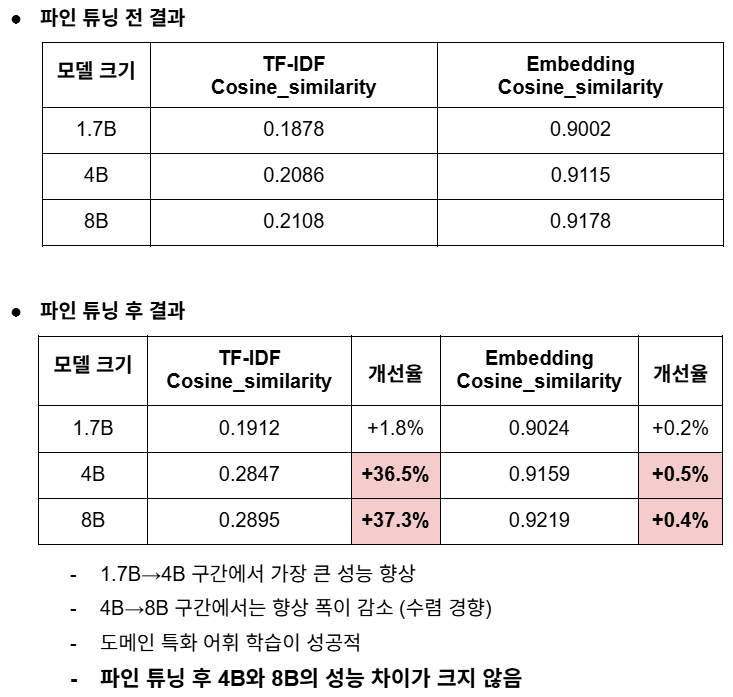 ● 파인 튜닝 전 결과
모델 크기 TF-IDF Cosine_similarity Embedding Cosine_similarity
1.7B 0.1878 0.9002
4B 0.2086 0.9115
8B 0.2108 0.9178
● 파인 튜닝 후 결과
모델 크기 TF-IDF Cosine_similarity 개선율 Embedding Cosine_similarity 개선율
1.7B 0.1912 +1.8% 0.9024 +0.2%
4B 0.2847 +36.5% 0.9159 +0.5%
8B 0.2895 +37.3% 0.9219 +0.4%
- 1.7B→4B 구간에서 가장 큰 성능 향상
- 4B→8B 구간에서는 향상 폭이 감소 (수렴 경향)
- 도메인 특화 어휘 학습이 성공적
- 파인 튜닝 후 4B와 8B의 성능 차이가 크지 않음